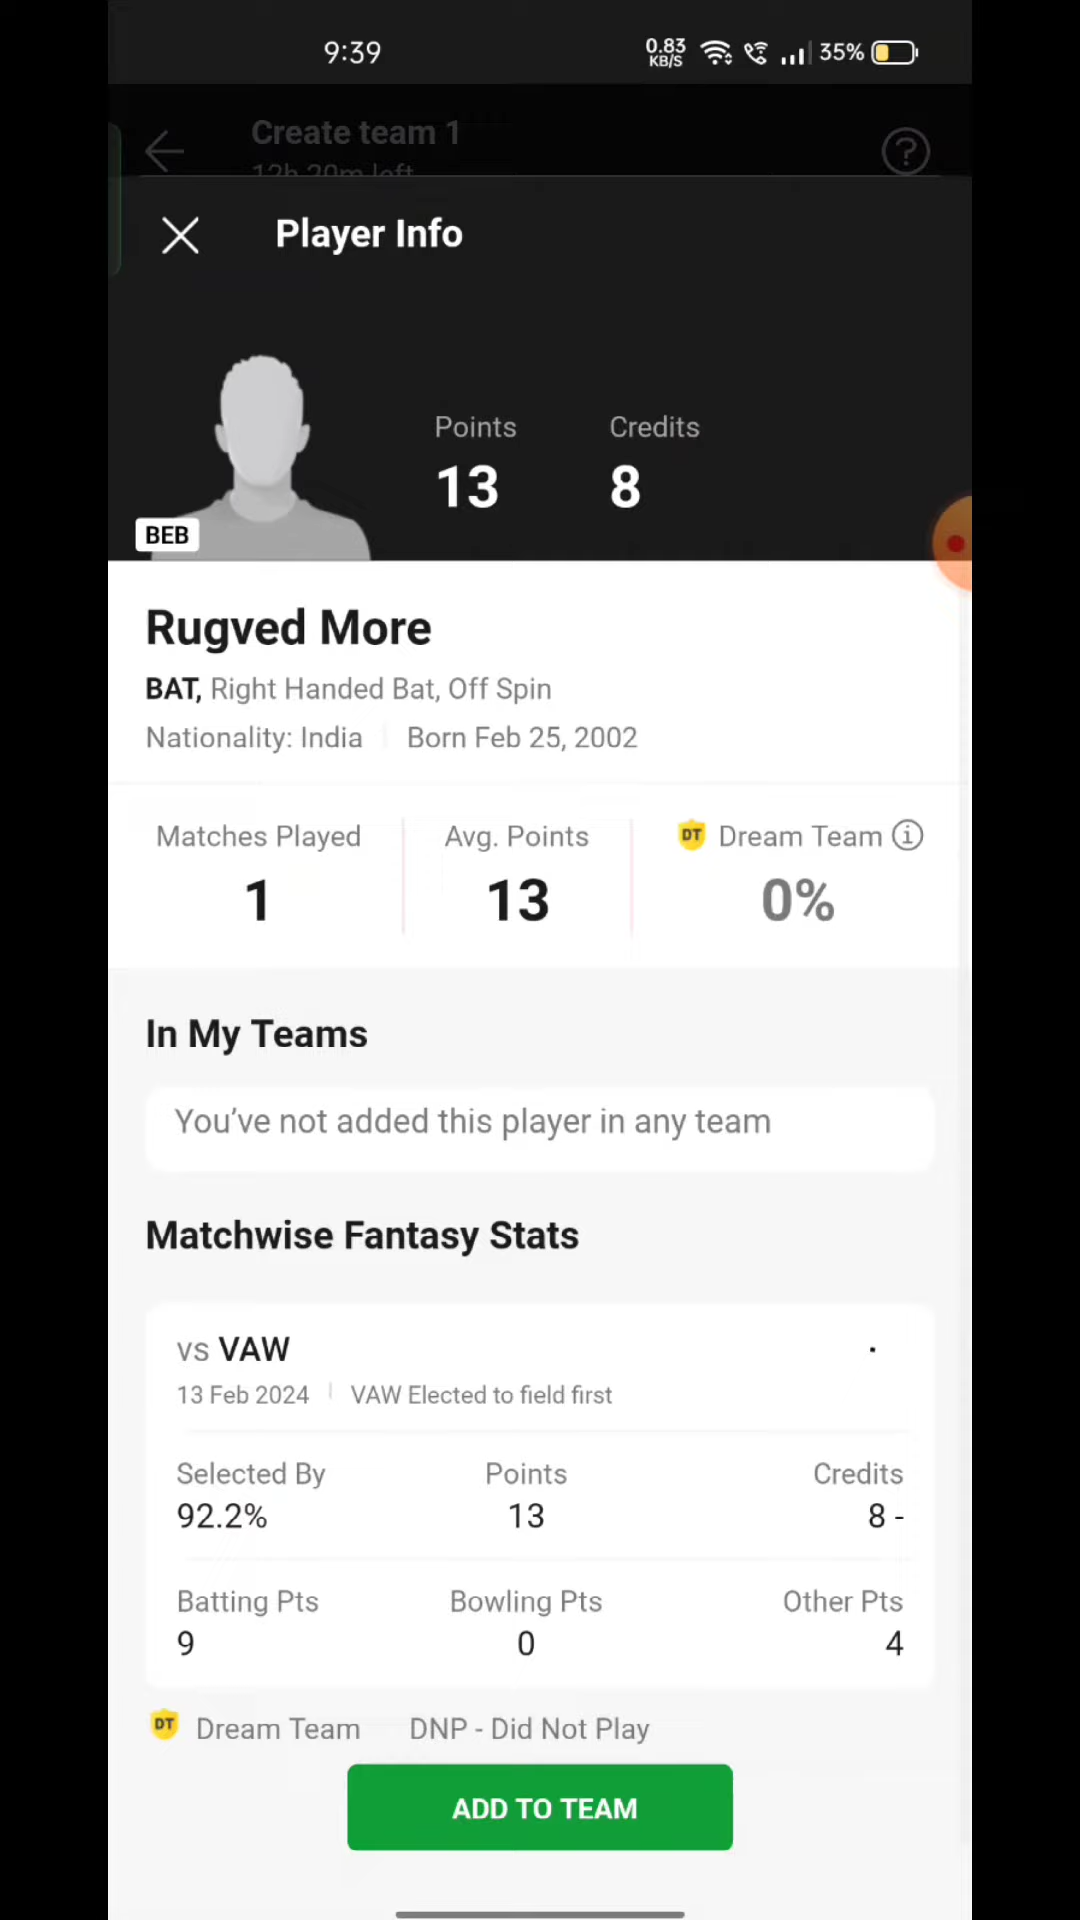 9:39
0.83
KB/S
35%
Create team 1
12h 20m left
Player Info
Points
Credits
13
8
BEB
Rugved More
BAT, Right Handed Bat, Off Spin
Nationality: India
Born Feb 25, 2002
Matches Played
Avg. Points
DT Dream Team
1
13
0%
In My Teams
You’ve not added this player in any team
Matchwise Fantasy Stats
vs VAW
13 Feb 2024
VAW Elected to field first
Selected By
Points
Credits
92.2%
13
8 -
Batting Pts
Bowling Pts
Other Pts
9
0
4
DT Dream Team
DNP - Did Not Play
ADD TO TEAM